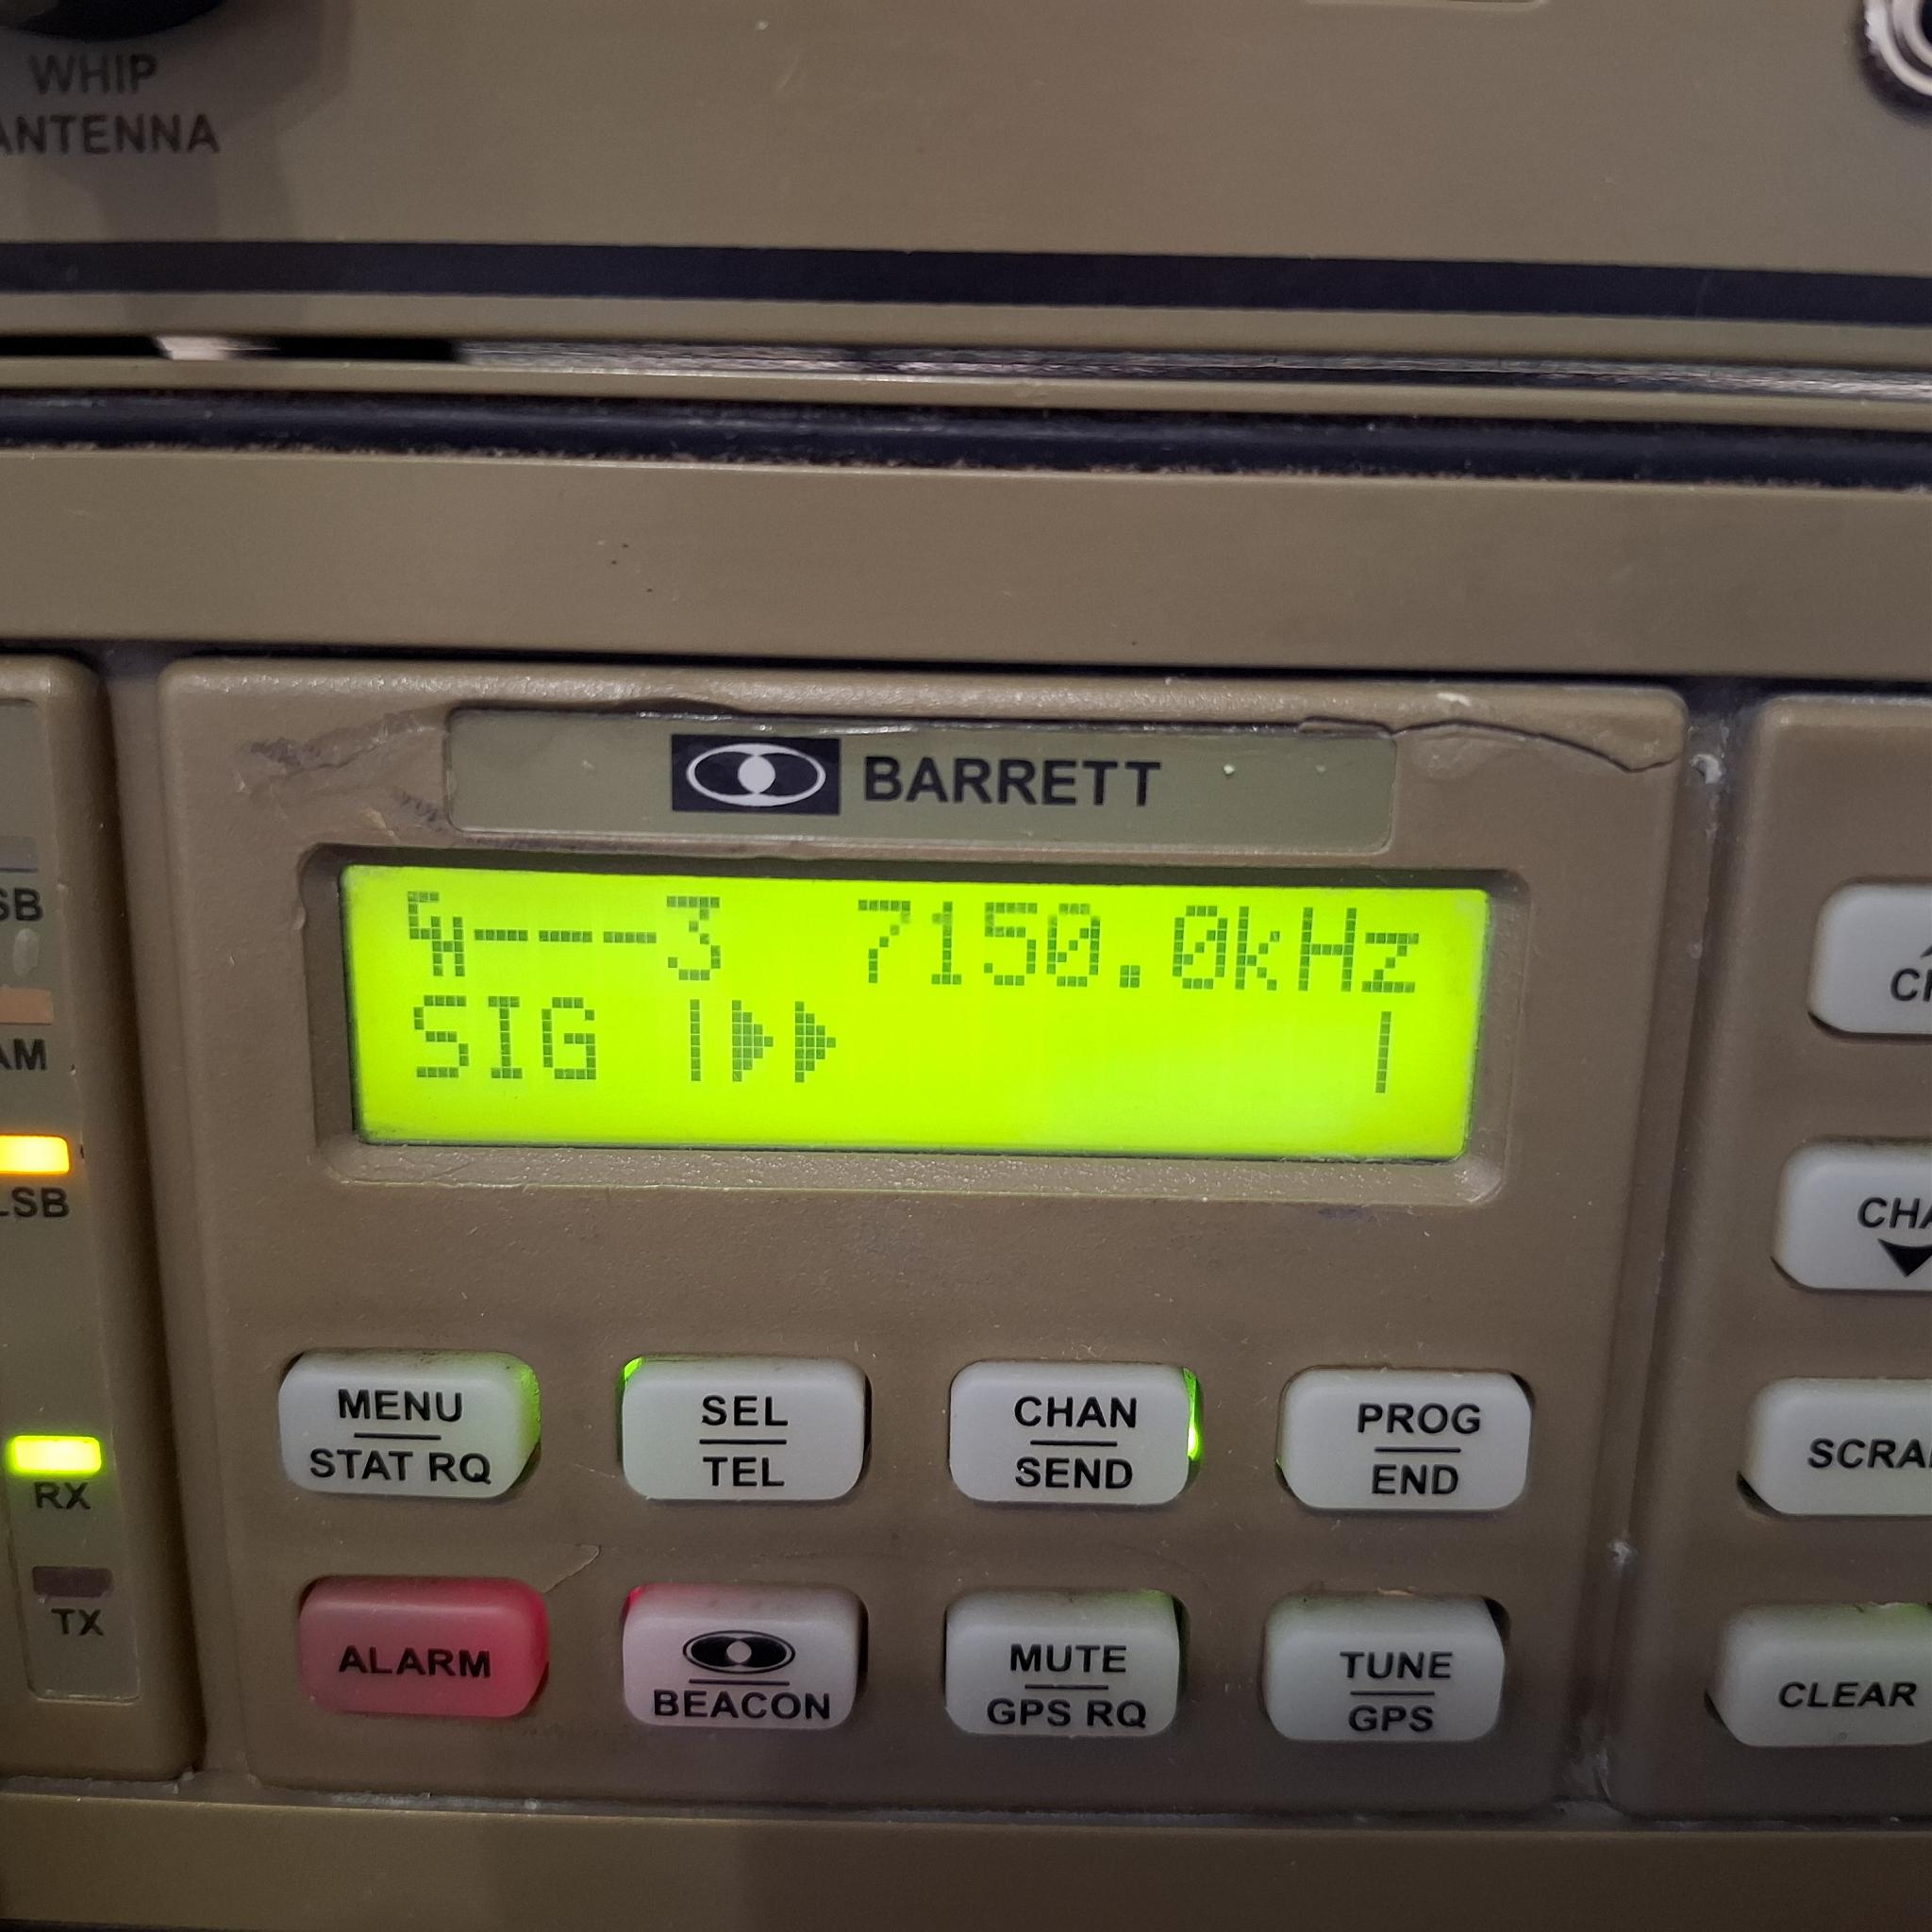 WHIP
ANTENNA
BARRETT
CH---3 7150.0kHz
SIG
SB
AM
LSB
RX
TX
MENU
STAT RQ
SEL
TEL
CHAN
SEND
PROG
END
ALARM
BEACON
MUTE
GPS RQ
TUNE
GPS
CLEAR